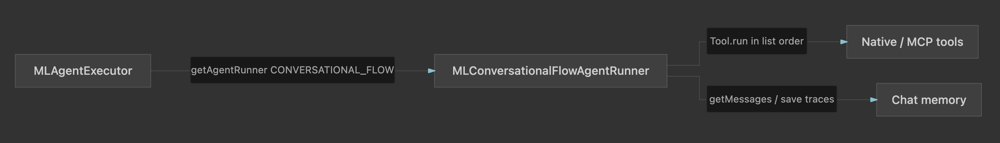 MLAgentExecutor
getAgentRunner CONVERSATIONAL_FLOW
MLConversationalFlowAgentRunner
Tool.run in list order
Native / MCP tools
getMessages / save traces
Chat memory